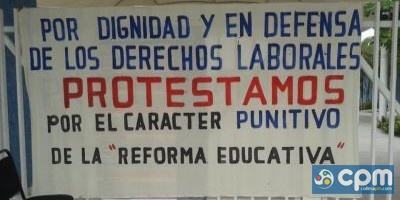 POR DIGNIDAD Y EN DEFENSA
DE LOS DERECHOS LABORALES
PROTESTAMOS
POR EL CARACTER PUNITIVO
DE LA "REFORMA EDUCATIVA"
cpm